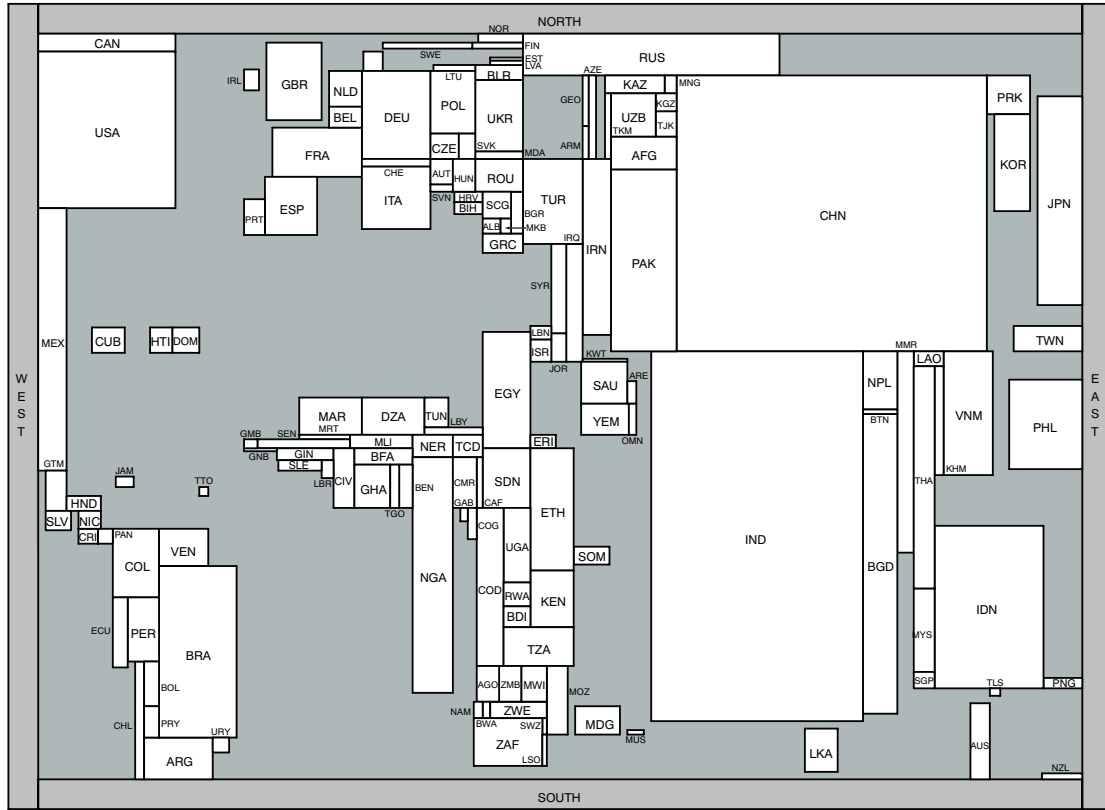 NORTH
NOR
CAN
SWE
FIN
EST
LVA
RUS
IRL
GBR
LTU
BLR
AZE
KAZ
MNG
PRK
NLD
DEU
POL
GEO
UZB
KGZ
USA
BEL
UKR
TKM
TJK
FRA
CZE
SVK
MDA
ARM
AFG
KOR
CHE
AUT
HUN
ROU
TUR
JPN
ESP
ITA
SVN
HRV
SCG
IRN
PRT
BIH
BGR
CHN
ALB
MKB
GRC
IRQ
PAK
SYR
MEX
CUB
HTI
DOM
LBN
TWN
ISR
MMR
JOR
KWT
LAO
WEST
EAST
EGY
SAU
ARE
NPL
MAR
DZA
TUN
LBY
YEM
BTN
VNM
PHL
GMB
SEN
MRT
OMN
GNB
MLI
NER
TCD
ERI
GTM
GIN
BFA
SLE
KHM
JAM
TTO
LBR
CIV
GHA
BEN
CMR
SDN
THA
HND
TGO
GAB
CAF
ETH
SLV
NIC
COG
CRI
PAN
VEN
UGA
SOM
IND
COL
NGA
COD
BGD
RWA
KEN
IDN
BDI
ECU
PER
MYS
TZA
BRA
BOL
AGO
ZMB
MWI
SGP
TLS
PNG
MOZ
NAM
ZWE
CHL
PRY
URY
BWA
SWZ
MDG
MUS
AUS
ARG
ZAF
LSO
LKA
NZL
SOUTH